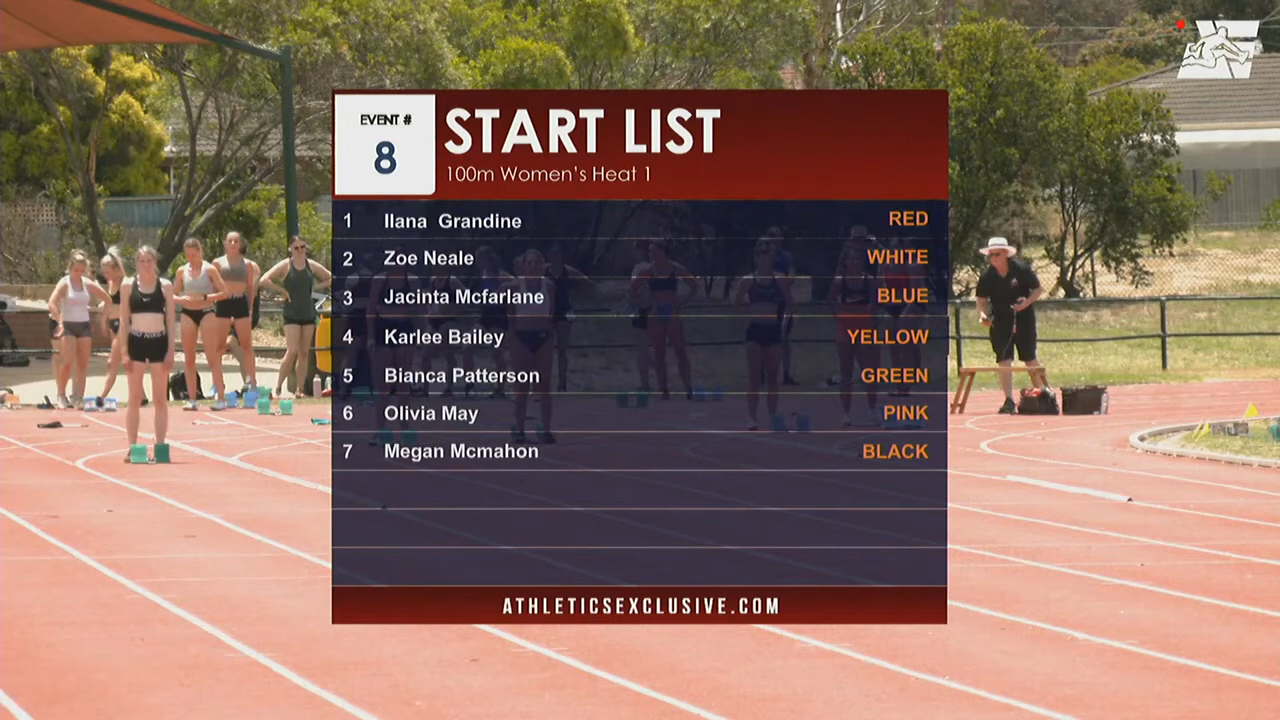 EVENT #
8
START LIST
100m Women's Heat 1
1 Ilana Grandine RED
2 Zoe Neale WHITE
3 Jacinta Mcfarlane BLUE
4 Karlee Bailey YELLOW
5 Bianca Patterson GREEN
6 Olivia May PINK
7 Megan Mcmahon BLACK
ATHLETICSEXCLUSIVE.COM